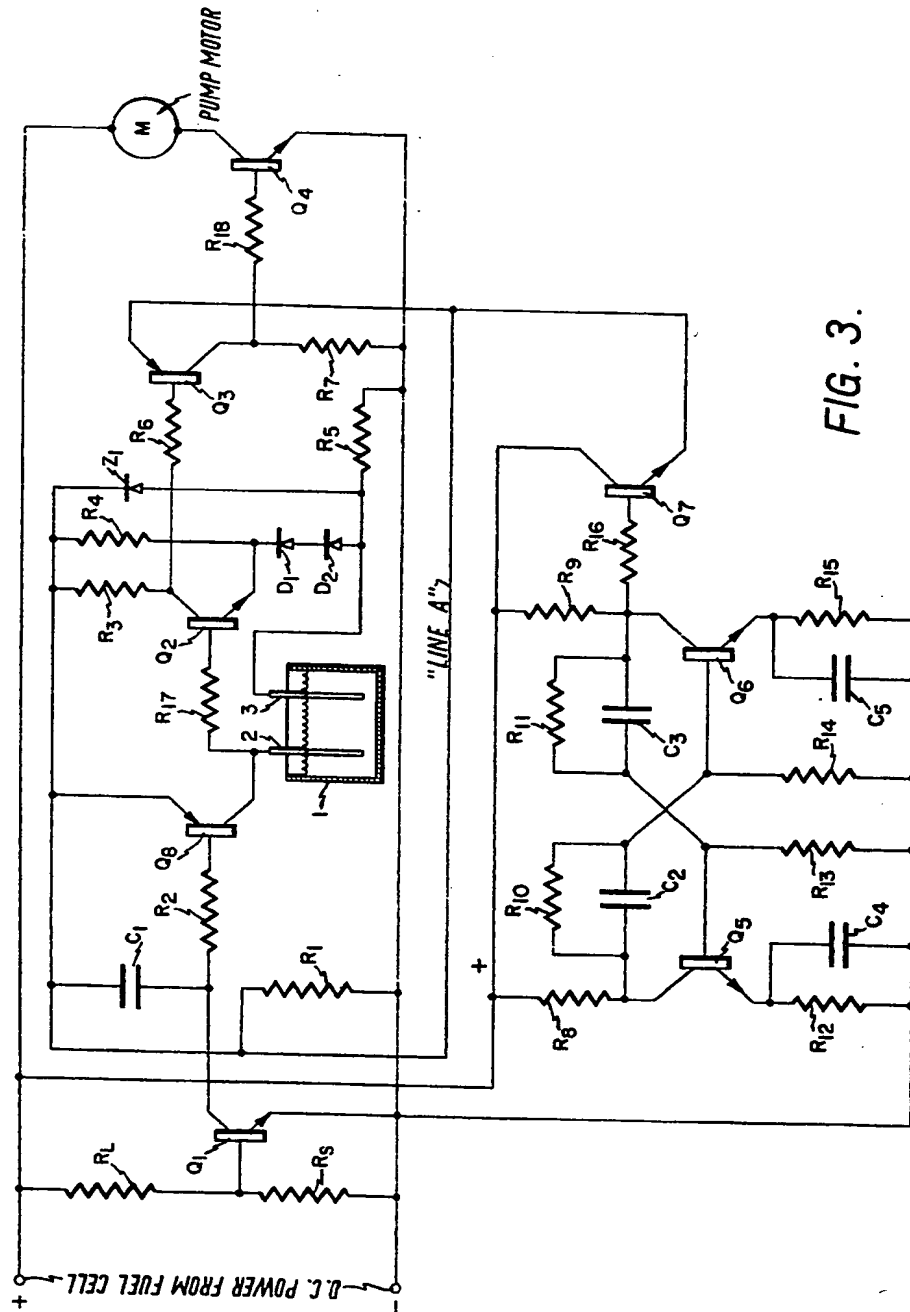 PUMP MOTOR
M
Q4
R18
Q3
R7
R6
R5
Z1
R4
R3
D1
D2
Q2
R17
2
3
1
Q8
R2
C1
R1
Q1
RL
RS
+
D.C. POWER FROM FUEL CELL
-
"LINE A"
+
Q7
R16
R9
R11
C3
Q6
R15
C5
R14
R10
C2
R13
Q5
C4
R8
R12
FIG. 3.